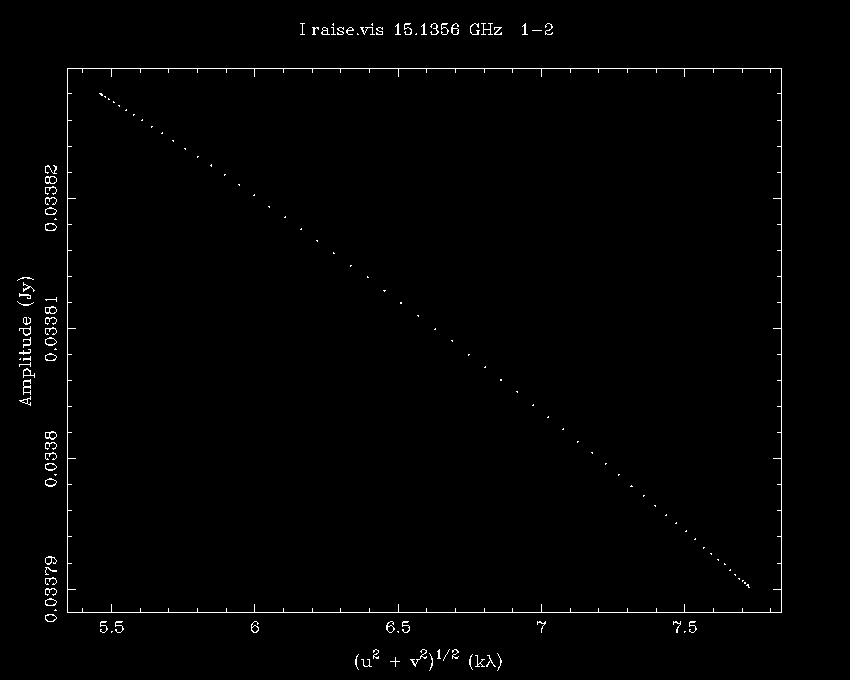 I raise.vis 15.1356 GHz 1−2
0.03382
0.03381
0.0338
0.03379
Amplitude (Jy)
5.5 6 6.5 7 7.5
(u² + v²)^1/2 (kλ)